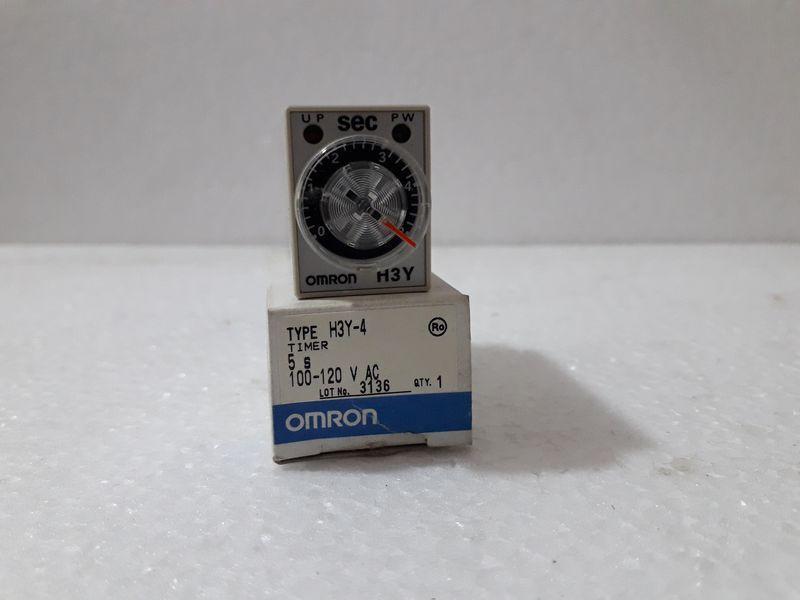 UP sec PW
2 3
1 4
0
OMRON H3Y
TYPE H3Y-4
Ro
TIMER
5 s
100-120 V AC
LOT No. 3136 QTY. 1
OMRON